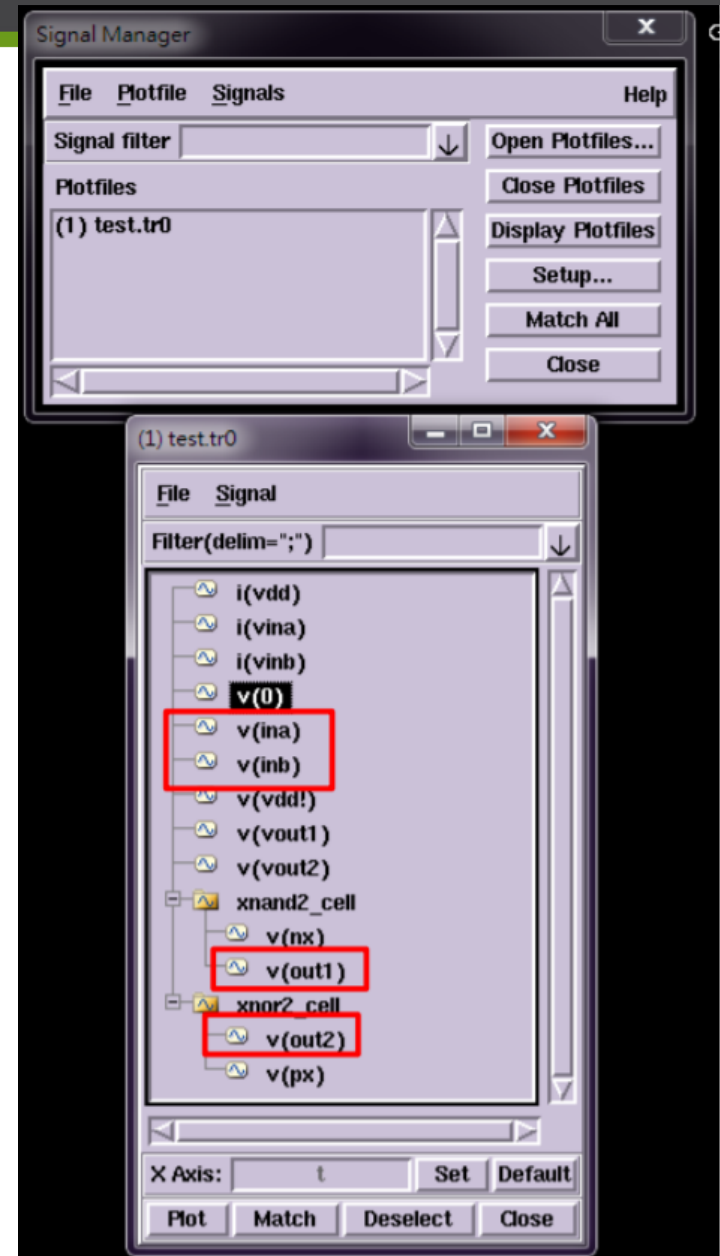 Signal Manager
File Plotfile Signals Help
Signal filter
Open Plotfiles...
Plotfiles
Close Plotfiles
(1) test.tr0
Display Plotfiles
Setup...
Match All
Close
(1) test.tr0
File Signal
Filter(delim=";")
i(vdd)
i(vina)
i(vinb)
v(0)
v(ina)
v(inb)
v(vdd!)
v(vout1)
v(vout2)
xnand2_cell
v(nx)
v(out1)
xnor2_cell
v(out2)
v(px)
X Axis: t Set Default
Plot Match Deselect Close